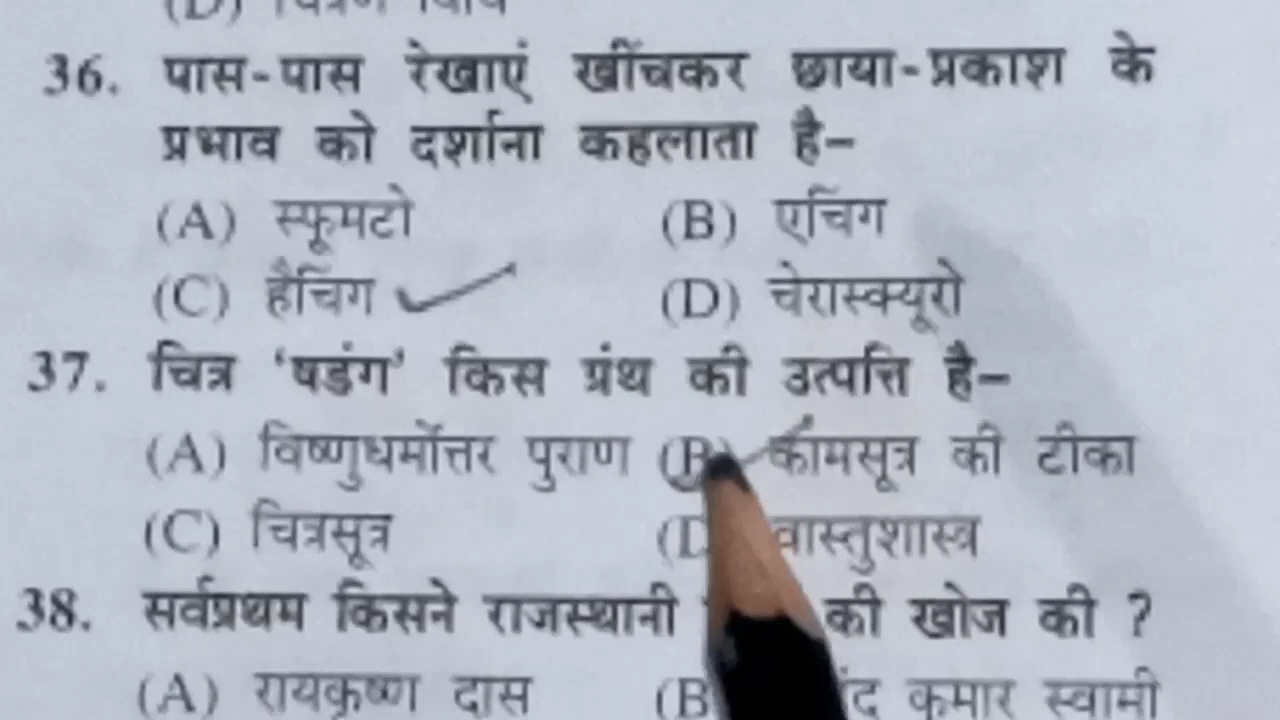 36. पास-पास रेखाएं खींचकर छाया-प्रकाश के
प्रभाव को दर्शाना कहलाता है–
(A) स्फूमटो (B) एचिंग
(C) हैचिंग (D) चेरास्क्यूरो
37. चित्र 'षडंग' किस ग्रंथ की उत्पत्ति है–
(A) विष्णुधर्मोत्तर पुराण (B) कामसूत्र की टीका
(C) चित्रसूत्र (D) वास्तुशास्त्र
38. सर्वप्रथम किसने राजस्थानी की खोज की ?
(A) रायकृष्ण दास (B) कुमार स्वामी